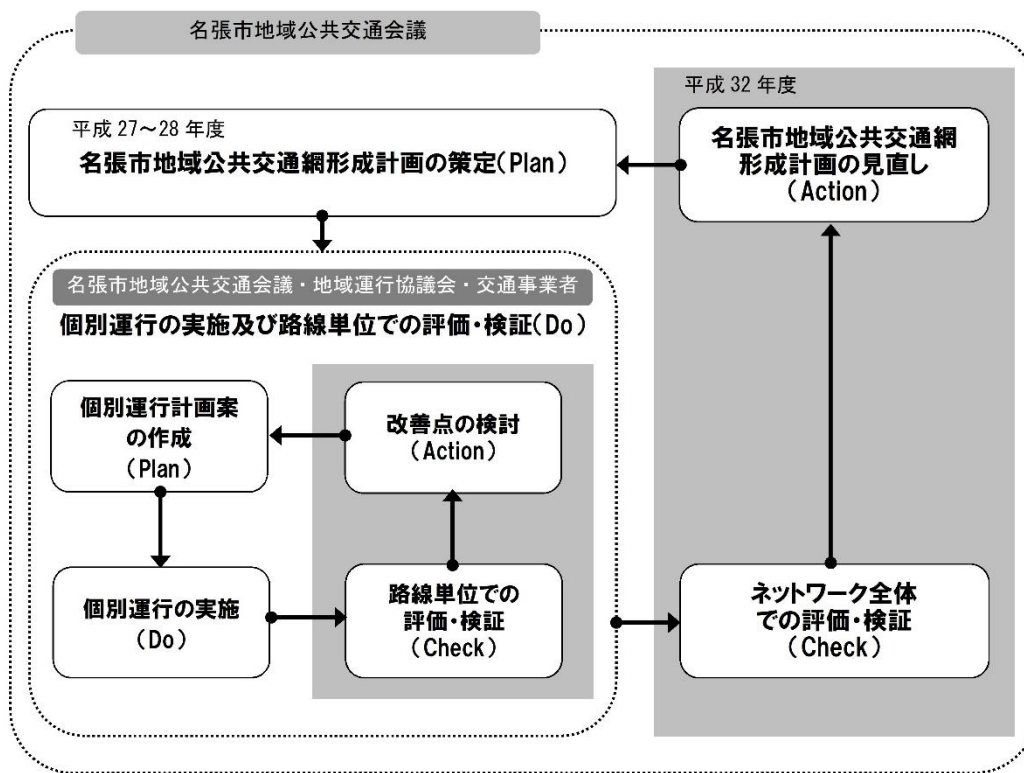 名張市地域公共交通会議
平成 27～28 年度
名張市地域公共交通網形成計画の策定(Plan)
平成 32 年度
名張市地域公共交通網
形成計画の見直し
(Action)
名張市地域公共交通会議・地域運行協議会・交通事業者
個別運行の実施及び路線単位での評価・検証(Do)
個別運行計画案
の作成
(Plan)
改善点の検討
(Action)
個別運行の実施
(Do)
路線単位での
評価・検証
(Check)
ネットワーク全体
での評価・検証
(Check)